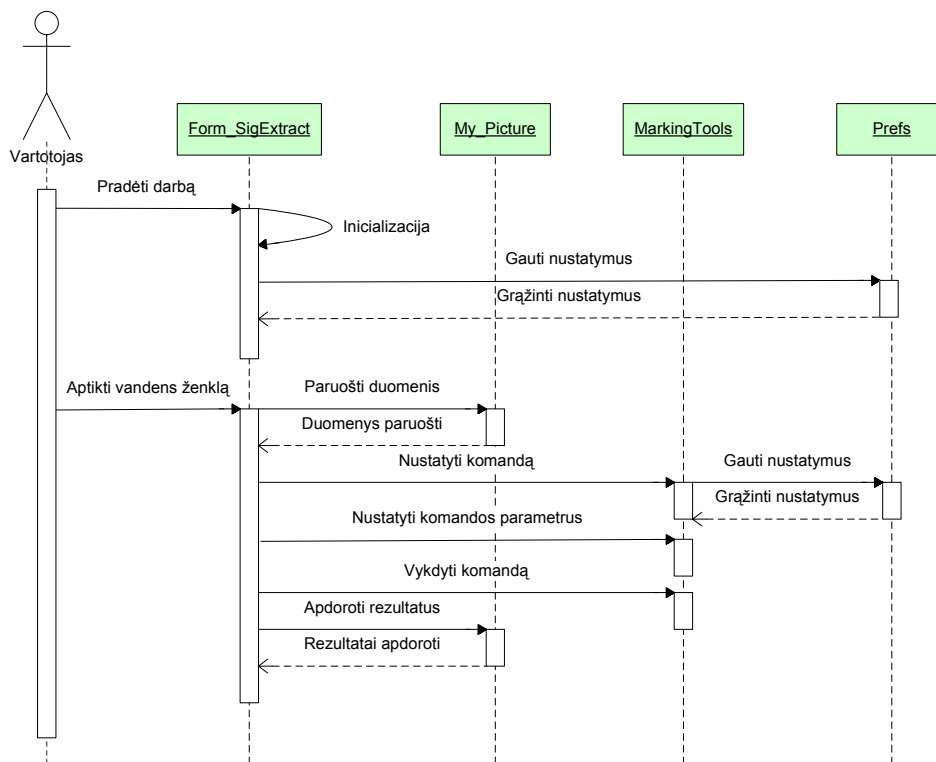 Vartotojas
Form_SigExtract
My_Picture
MarkingTools
Prefs
Pradėti darbą
Inicializacija
Gauti nustatymus
Grąžinti nustatymus
Aptikti vandens ženklą
Paruošti duomenis
Duomenys paruošti
Nustatyti komandą
Gauti nustatymus
Grąžinti nustatymus
Nustatyti komandos parametrus
Vykdyti komandą
Apdoroti rezultatus
Rezultatai apdoroti